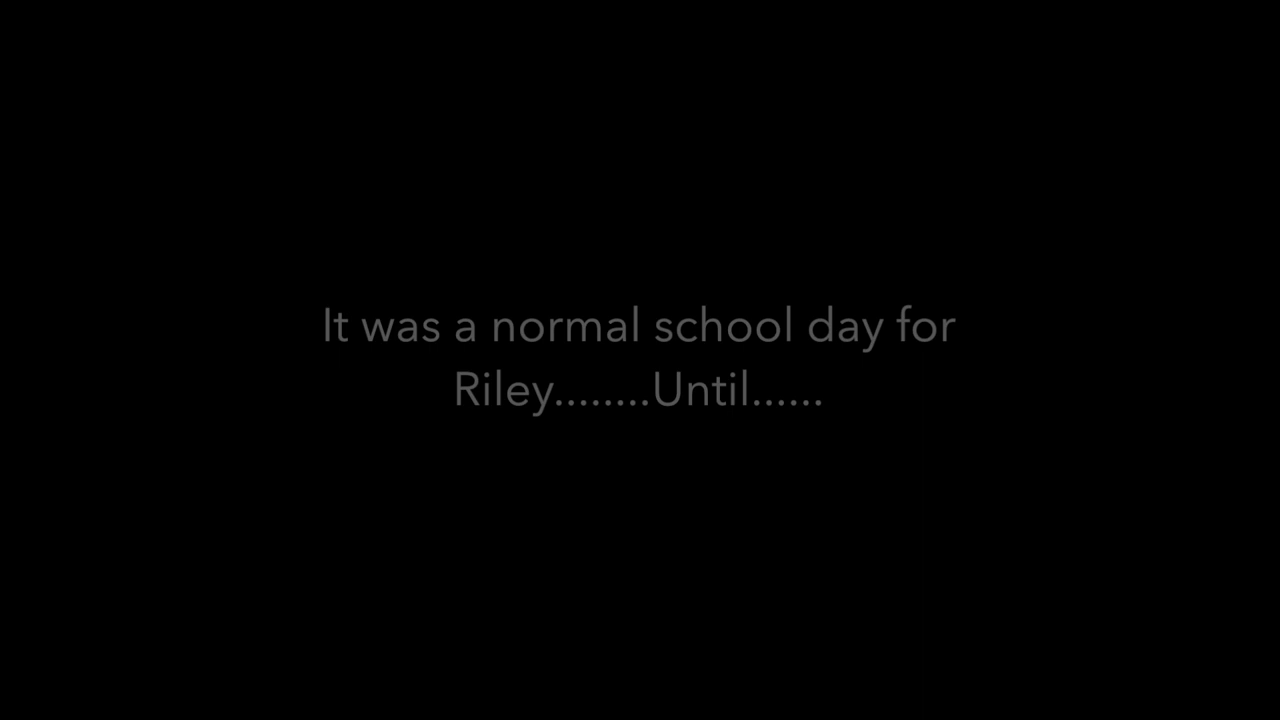 It was a normal school day for
Riley........Until......